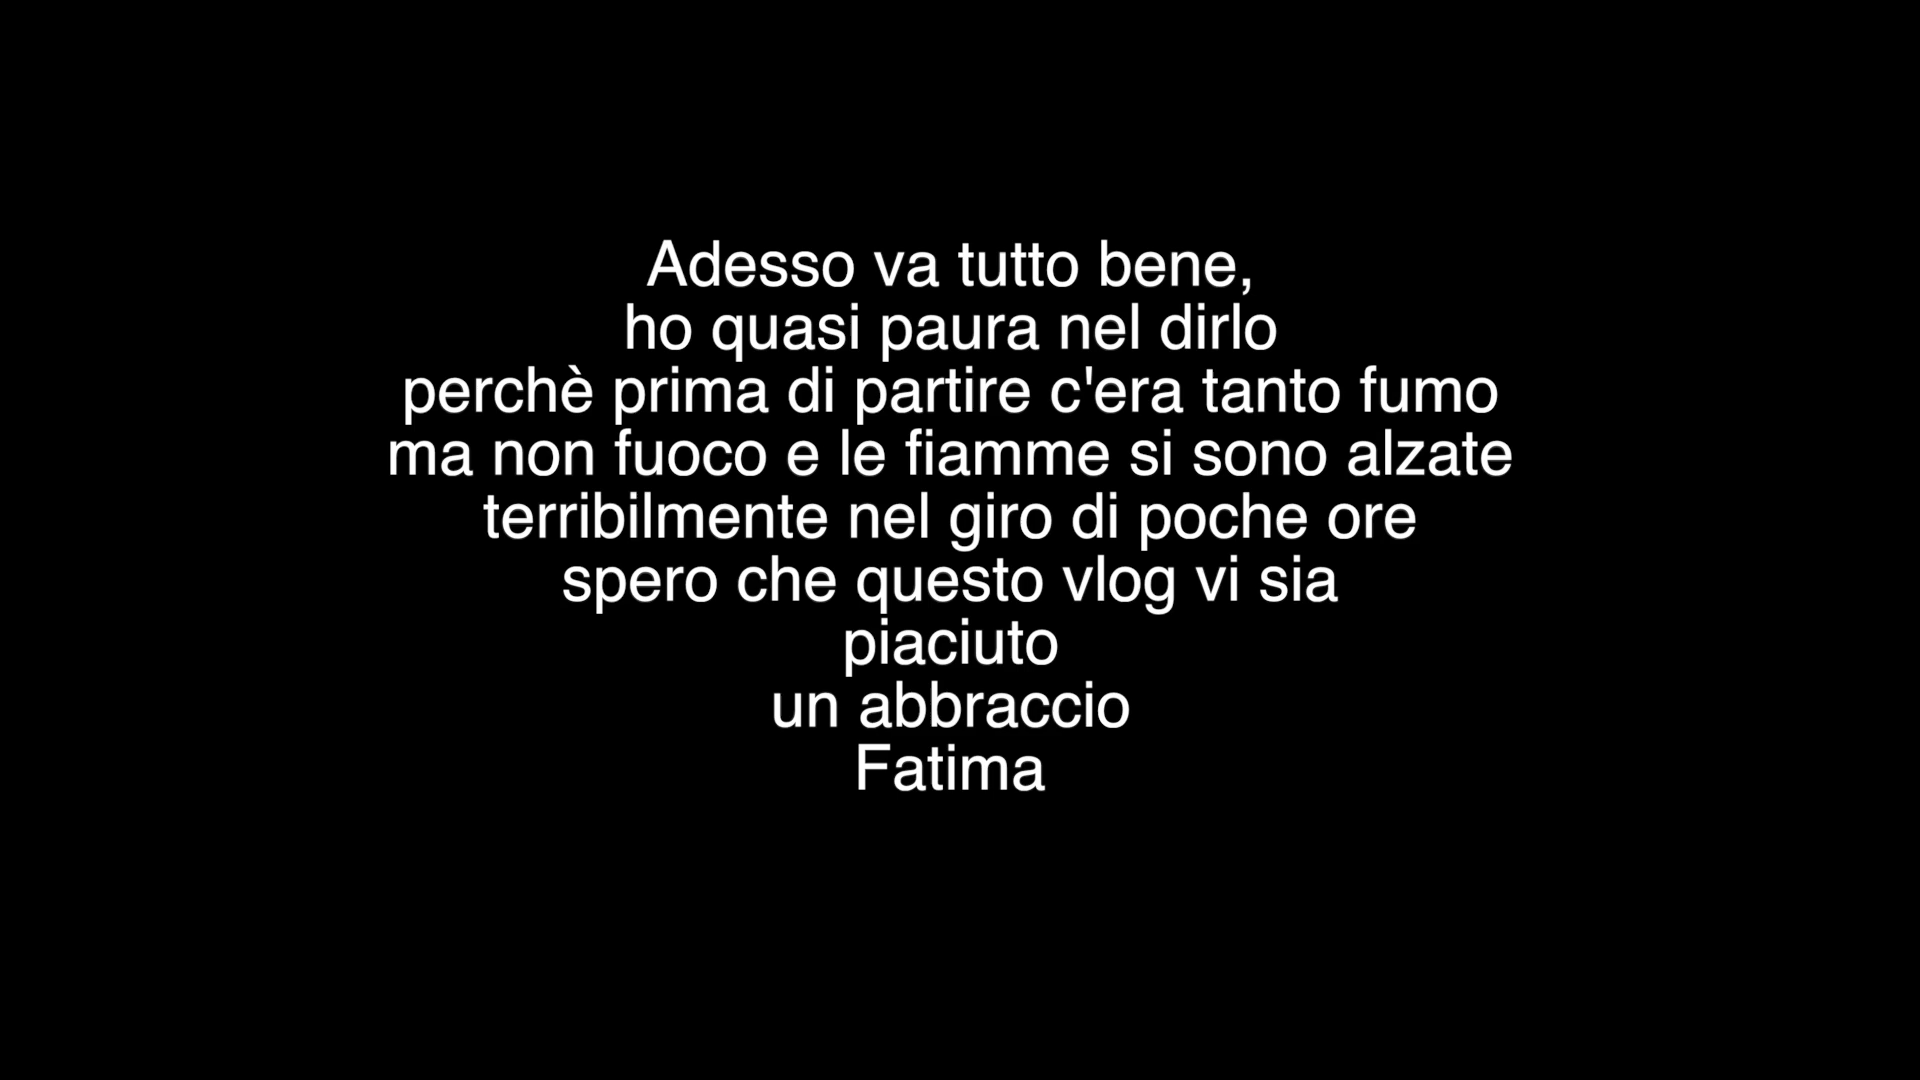 Adesso va tutto bene,
ho quasi paura nel dirlo
perchè prima di partire c'era tanto fumo
ma non fuoco e le fiamme si sono alzate
terribilmente nel giro di poche ore
spero che questo vlog vi sia
piaciuto
un abbraccio
Fatima